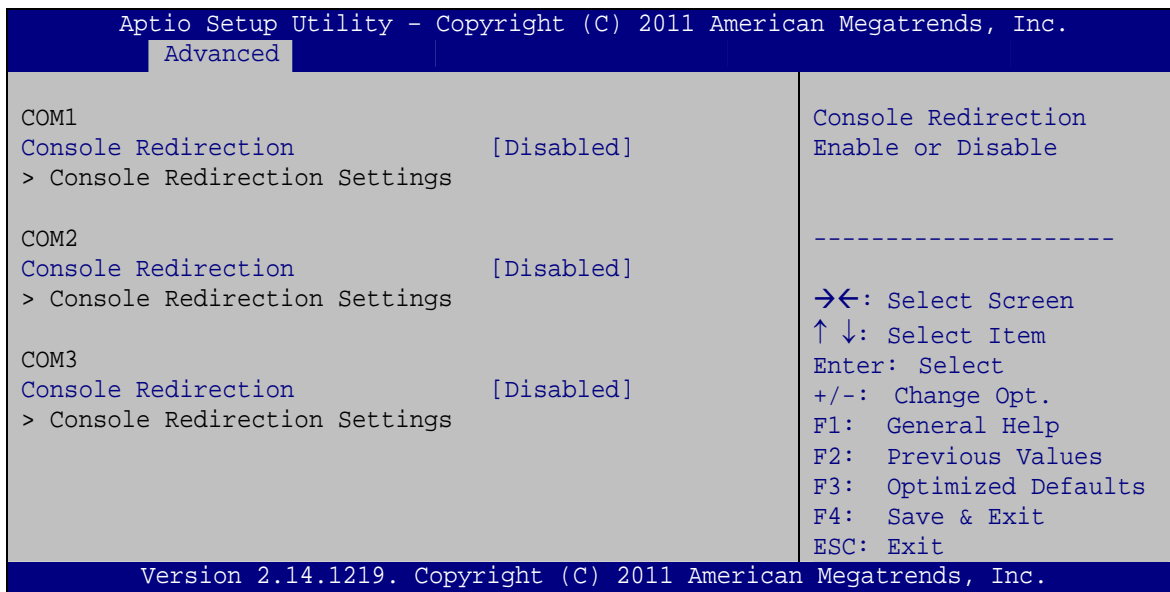 Aptio Setup Utility – Copyright (C) 2011 American Megatrends, Inc.
Advanced
COM1
Console Redirection [Disabled]
> Console Redirection Settings
COM2
Console Redirection [Disabled]
> Console Redirection Settings
COM3
Console Redirection [Disabled]
> Console Redirection Settings
Console Redirection
Enable or Disable
---------------------
→←: Select Screen
↑ ↓: Select Item
Enter: Select
+/-: Change Opt.
F1: General Help
F2: Previous Values
F3: Optimized Defaults
F4: Save & Exit
ESC: Exit
Version 2.14.1219. Copyright (C) 2011 American Megatrends, Inc.